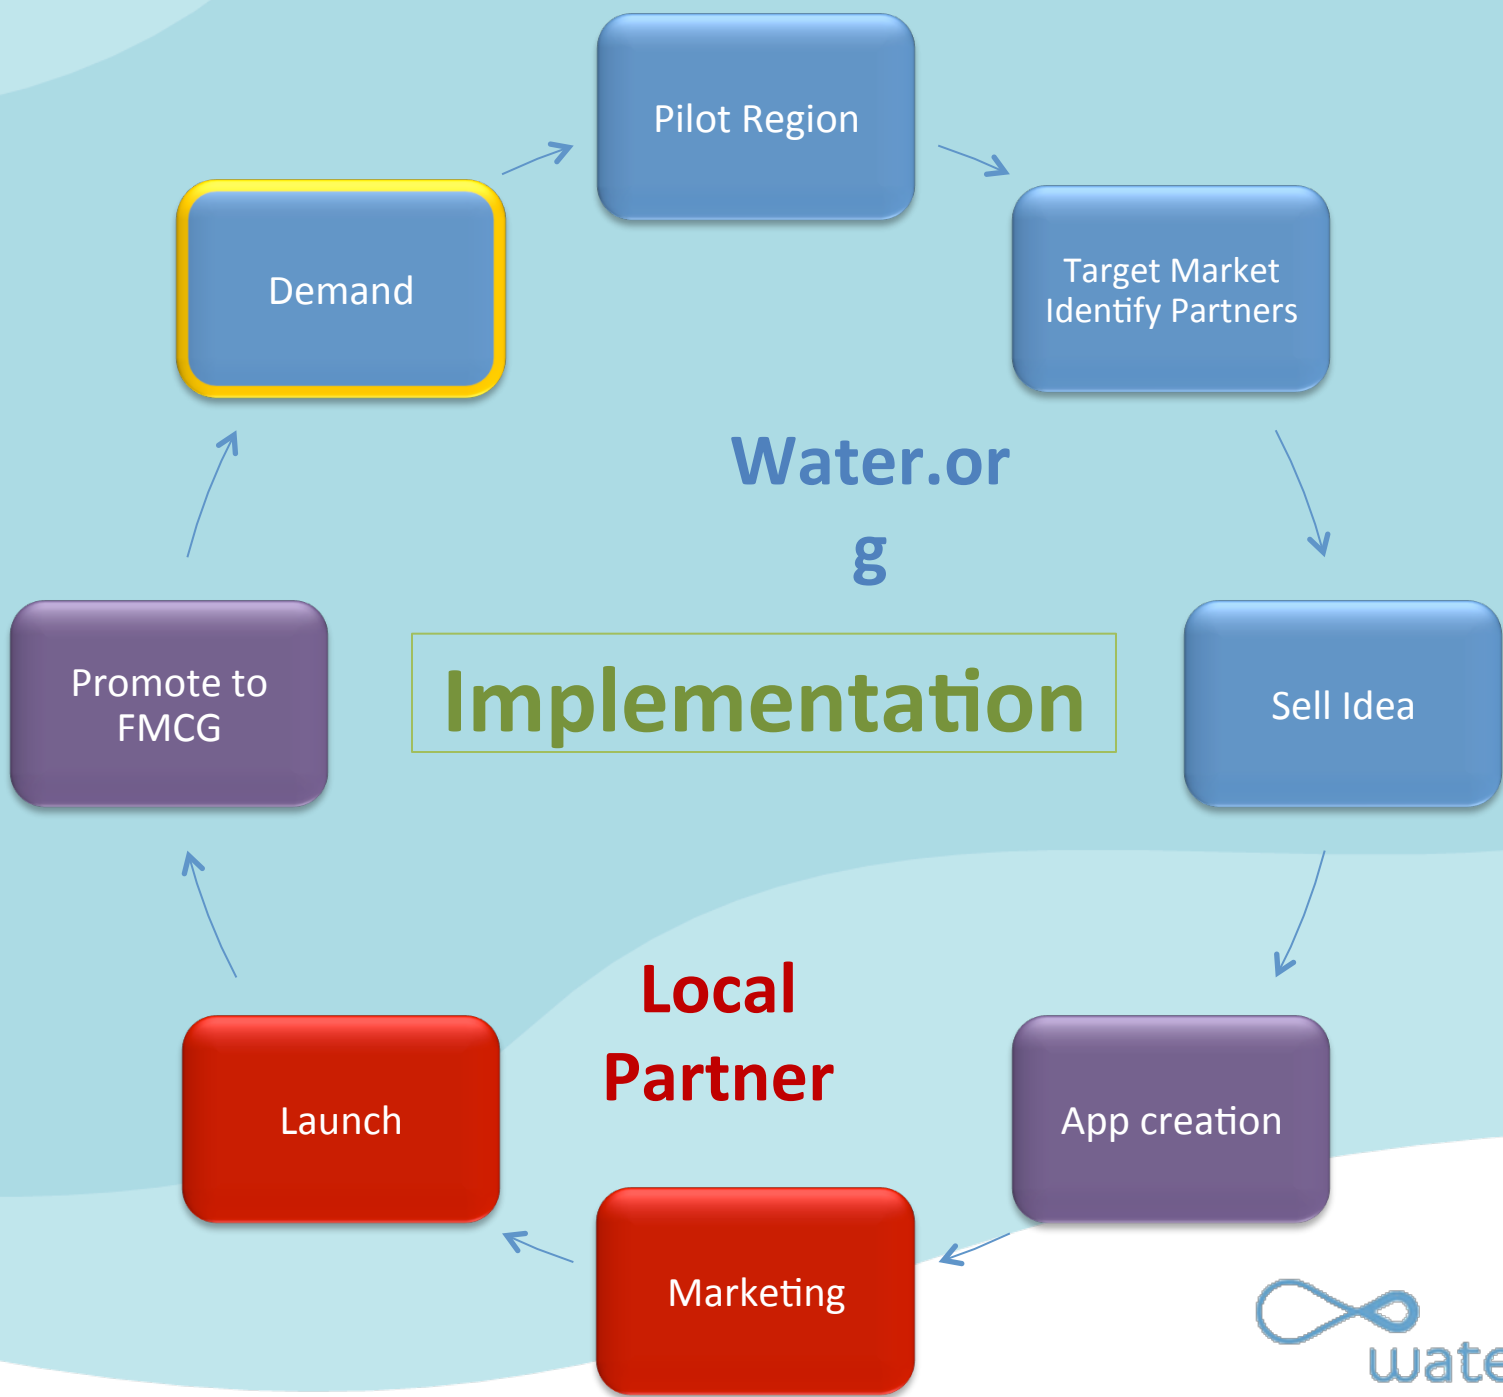 Pilot Region
Demand
Target Market
Identify Partners
Water.or
g
Promote to
FMCG
Implementation
Sell Idea
Local
Partner
Launch
App creation
Marketing
wate